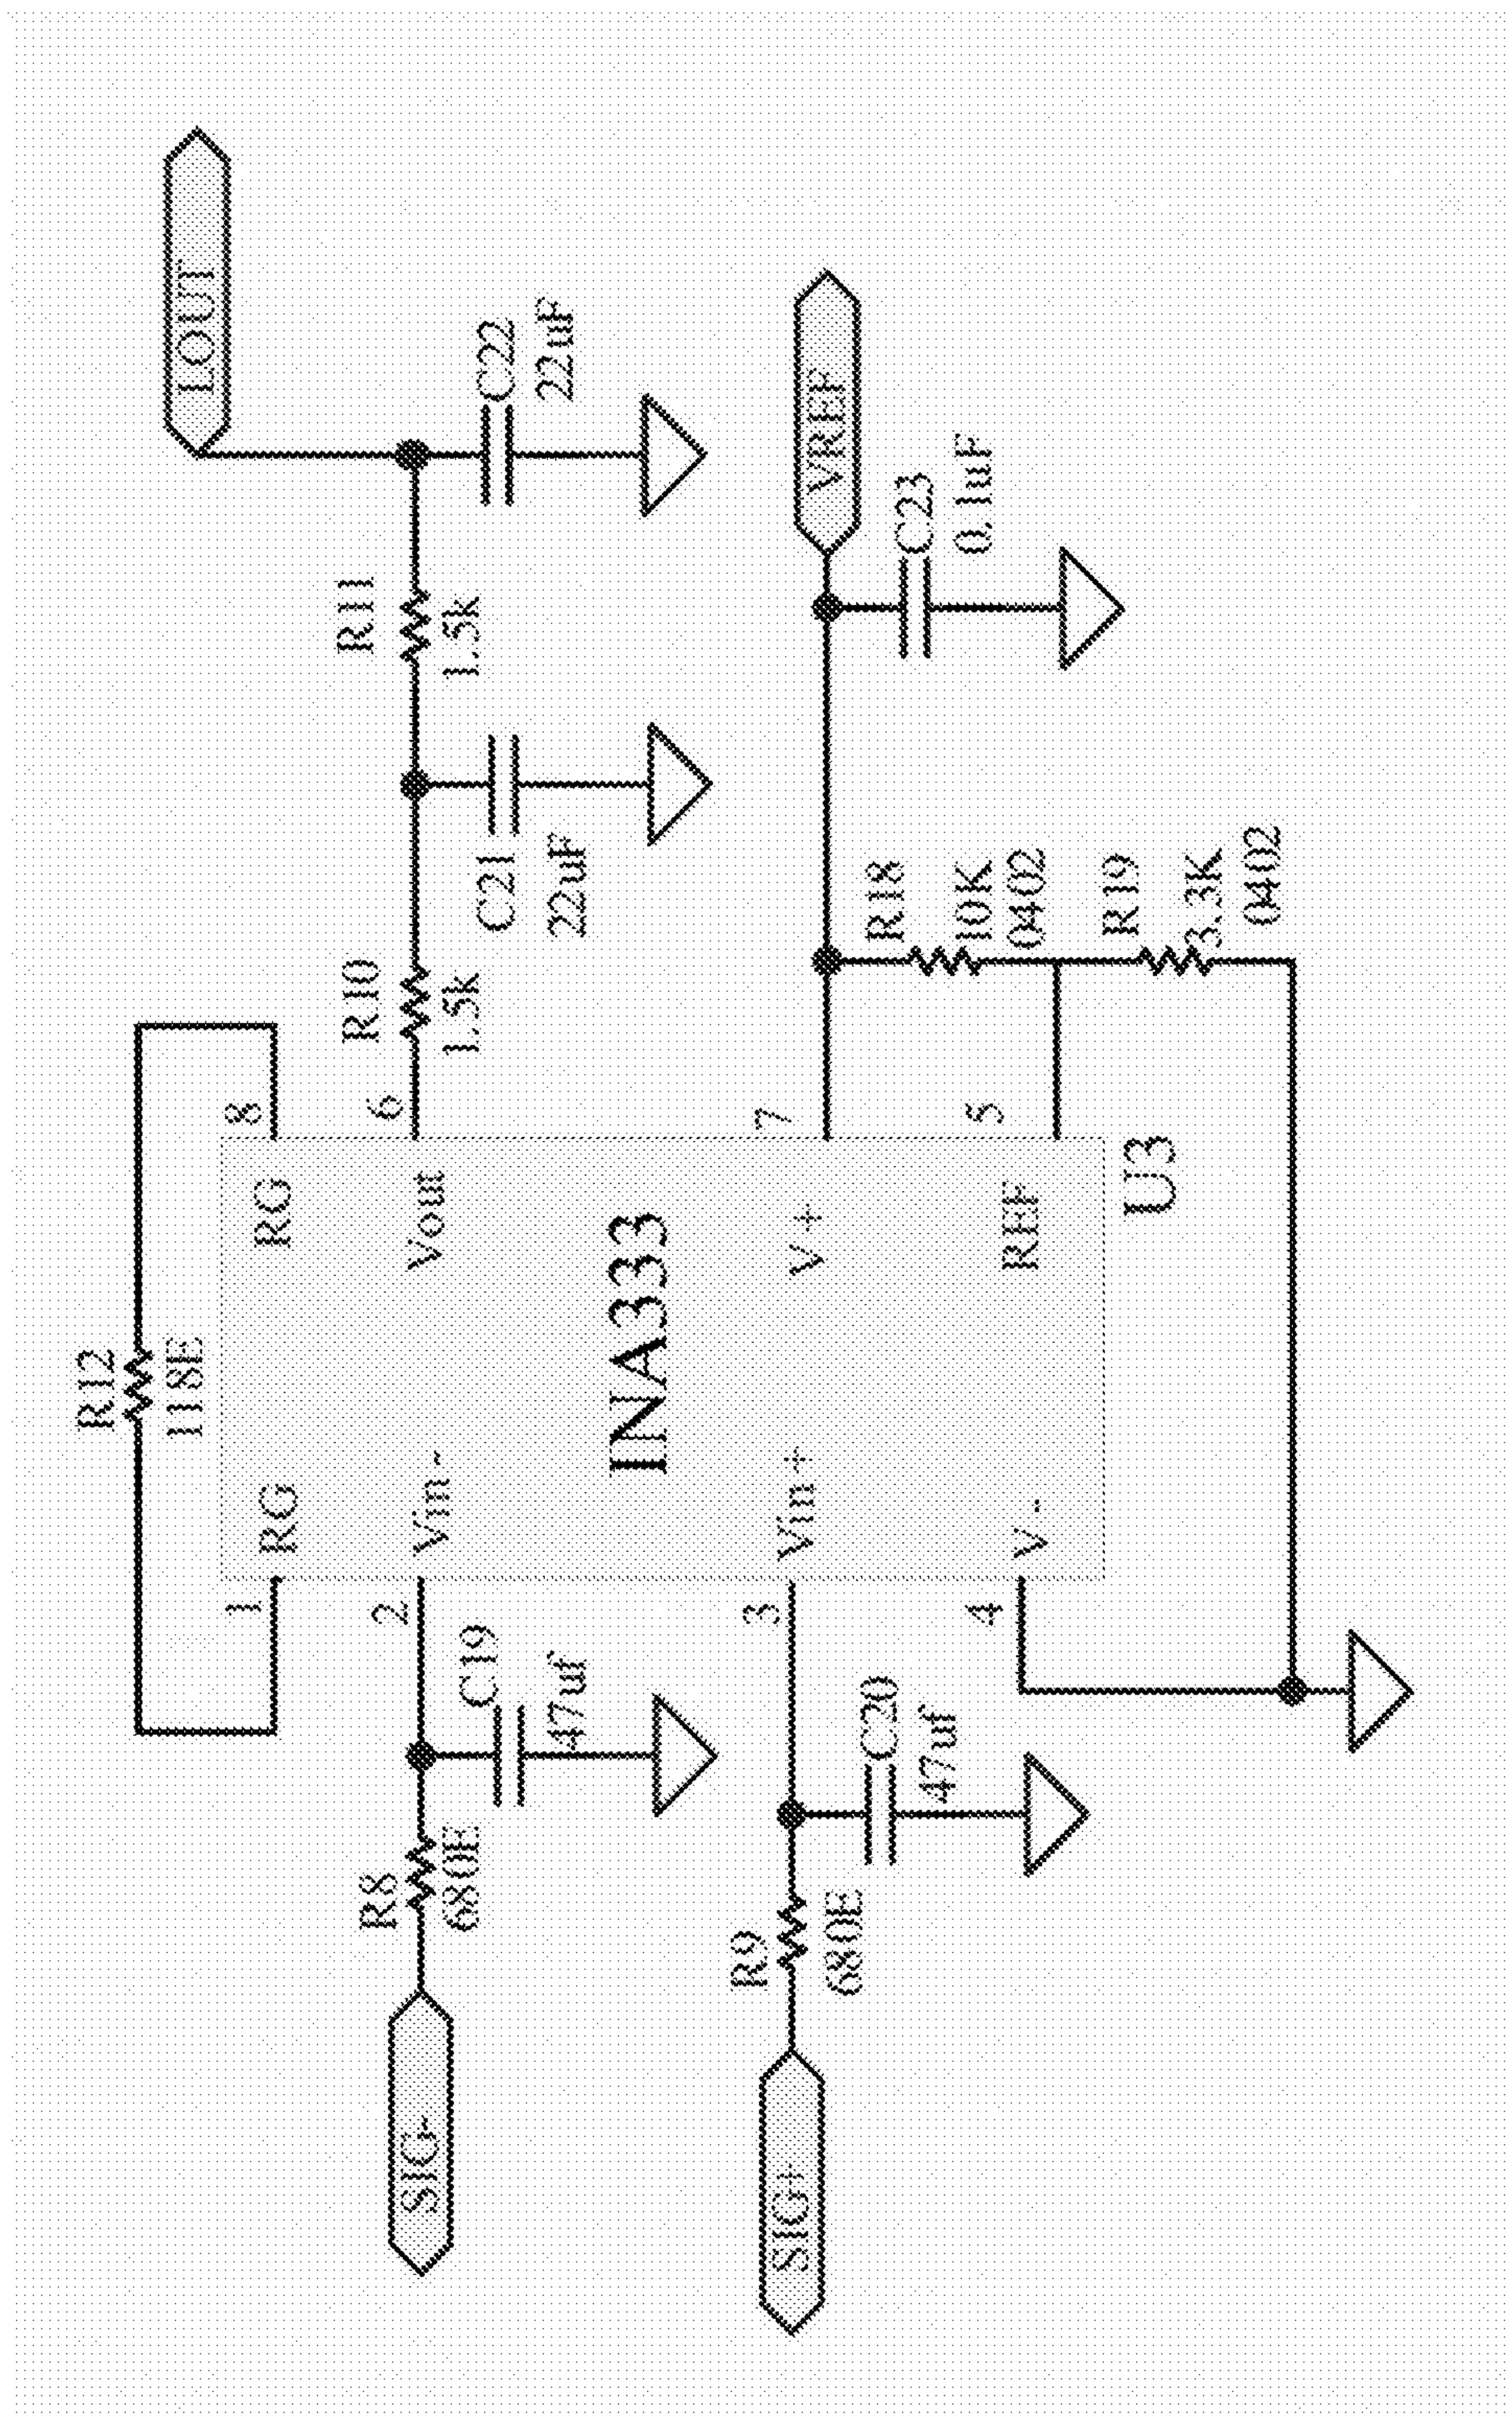 R12
118E
1
RG
RG
8
LOUT
SIG-
R8
680E
2
Vin-
Vout
6
R10
1.5k
R11
1.5k
C19
47uf
C21
22uF
C22
22uF
INA333
SIG+
R9
680E
3
Vin+
V+
7
VREF
C20
47uf
R18
10K
0402
C23
0.1uF
4
V-
REF
5
R19
3.3K
0402
U3